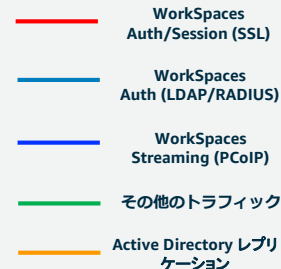 WorkSpaces
Auth/Session (SSL)
WorkSpaces
Auth (LDAP/RADIUS)
WorkSpaces
Streaming (PCoIP)
その他のトラフィック
Active Directory レプリ
ケーション